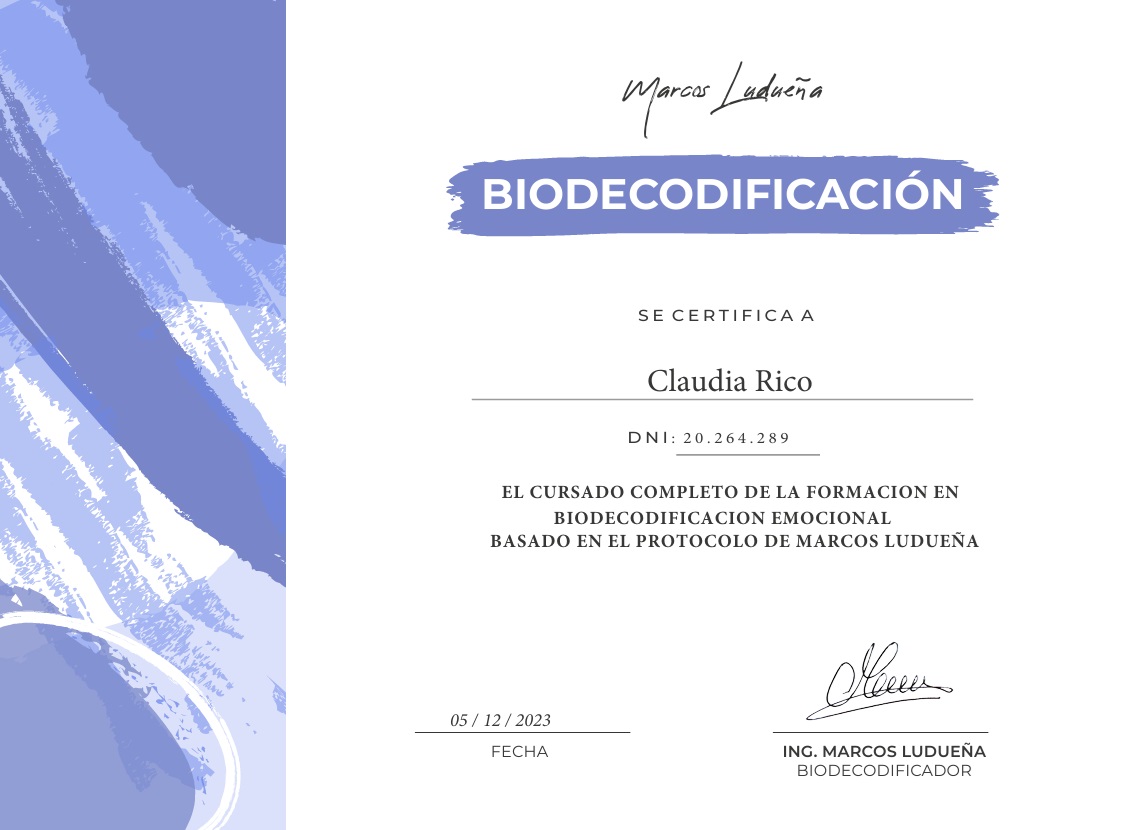 Marcos Ludueña
BIODECODIFICACIÓN
SE CERTIFICA A
Claudia Rico
DNI: 20.264.289
EL CURSADO COMPLETO DE LA FORMACION EN
BIODECODIFICACION EMOCIONAL
BASADO EN EL PROTOCOLO DE MARCOS LUDUEÑA
05 / 12 / 2023
FECHA
ING. MARCOS LUDUEÑA
BIODECODIFICADOR